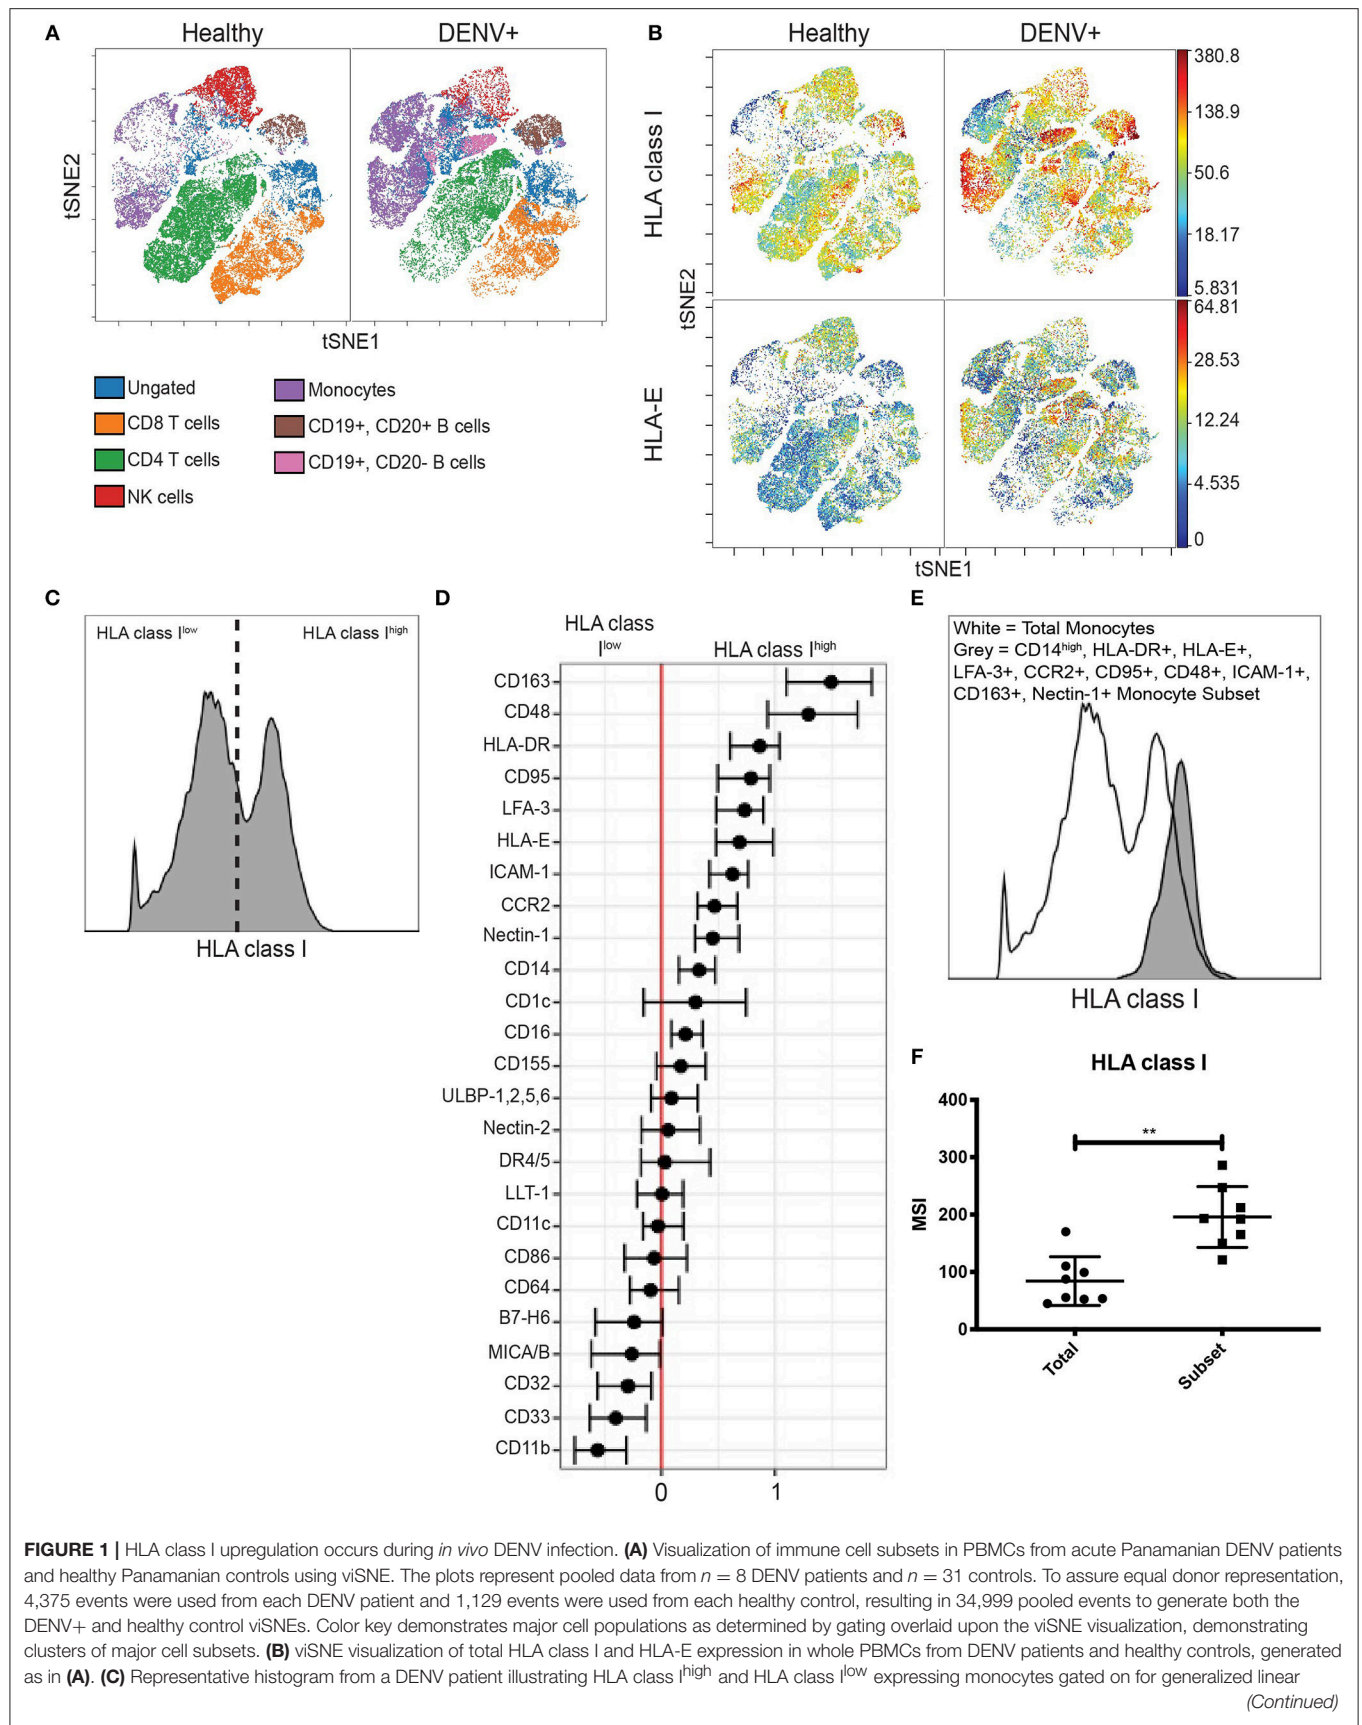 A
Healthy
DENV+
tSNE2
tSNE1
Ungated
CD8 T cells
CD4 T cells
NK cells
Monocytes
CD19+, CD20+ B cells
CD19+, CD20- B cells
B
Healthy
DENV+
HLA class I
HLA-E
tSNE2
tSNE1
380.8
138.9
50.6
18.17
5.831
64.81
28.53
12.24
4.535
0
C
HLA class Ilow
HLA class Ihigh
HLA class I
D
HLA class
Ilow
HLA class Ihigh
CD163
CD48
HLA-DR
CD95
LFA-3
HLA-E
ICAM-1
CCR2
Nectin-1
CD14
CD1c
CD16
CD155
ULBP-1,2,5,6
Nectin-2
DR4/5
LLT-1
CD11c
CD86
CD64
B7-H6
MICA/B
CD32
CD33
CD11b
0
1
E
White = Total Monocytes
Grey = CD14high, HLA-DR+, HLA-E+,
LFA-3+, CCR2+, CD95+, CD48+, ICAM-1+,
CD163+, Nectin-1+ Monocyte Subset
HLA class I
F
HLA class I
MSI
400
300
200
100
0
**
Total
Subset
FIGURE 1 | HLA class I upregulation occurs during in vivo DENV infection. (A) Visualization of immune cell subsets in PBMCs from acute Panamanian DENV patients
and healthy Panamanian controls using viSNE. The plots represent pooled data from n = 8 DENV patients and n = 31 controls. To assure equal donor representation,
4,375 events were used from each DENV patient and 1,129 events were used from each healthy control, resulting in 34,999 pooled events to generate both the
DENV+ and healthy control viSNEs. Color key demonstrates major cell populations as determined by gating overlaid upon the viSNE visualization, demonstrating
clusters of major cell subsets. (B) viSNE visualization of total HLA class I and HLA-E expression in whole PBMCs from DENV patients and healthy controls, generated
as in (A). (C) Representative histogram from a DENV patient illustrating HLA class Ihigh and HLA class Ilow expressing monocytes gated on for generalized linear
(Continued)